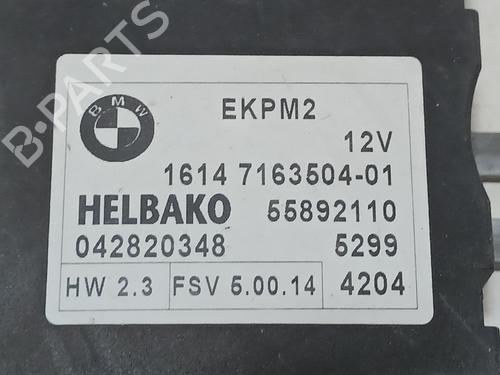 B-PARTS
BMW
EKPM2
12V
1614 7163504-01
HELBAKO 55892110
042820348 5299
HW 2.3 FSV 5.00.14 4204